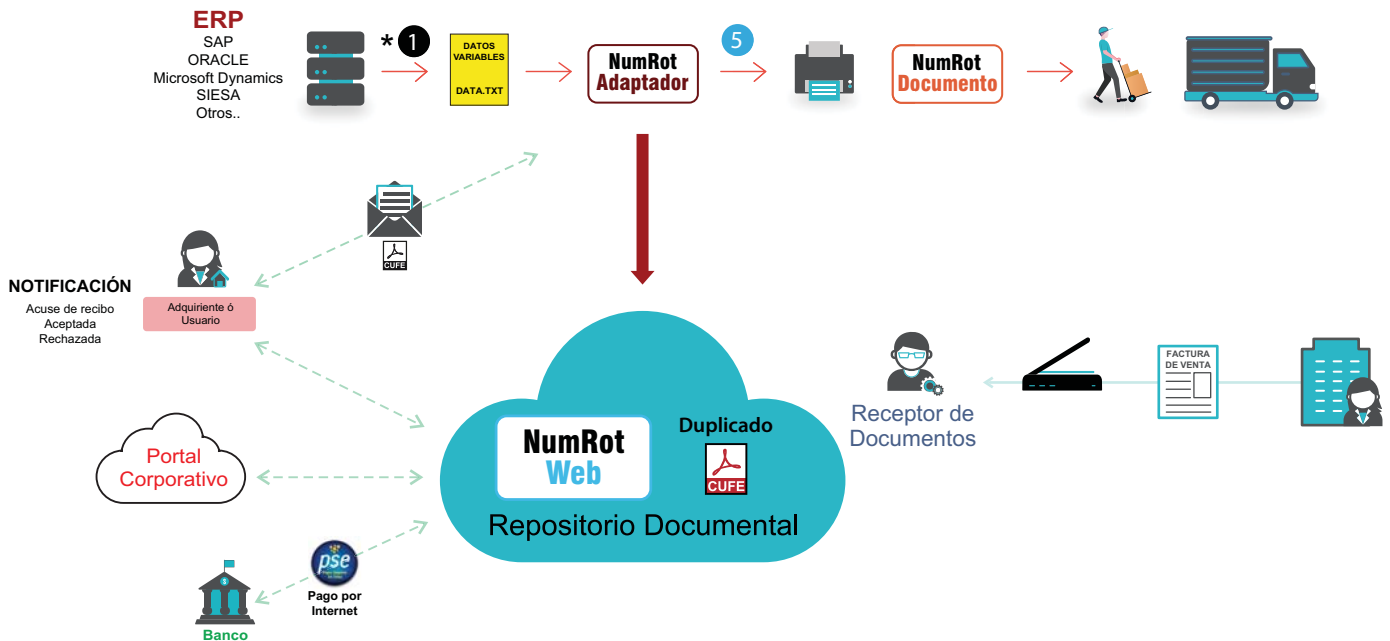 ERP
SAP
ORACLE
Microsoft Dynamics
SIESA
Otros..
* 1
DATOS
VARIABLES
DATA.TXT
NumRot
Adaptador
5
NumRot
Documento
CUFE
NOTIFICACIÓN
Acuse de recibo
Aceptada
Rechazada
Adquiriente ó
Usuario
FACTURA
DE VENTA
Receptor de
Documentos
NumRot
Web
Duplicado
CUFE
Repositorio Documental
Portal
Corporativo
pse
Pago por
Internet
$
Banco